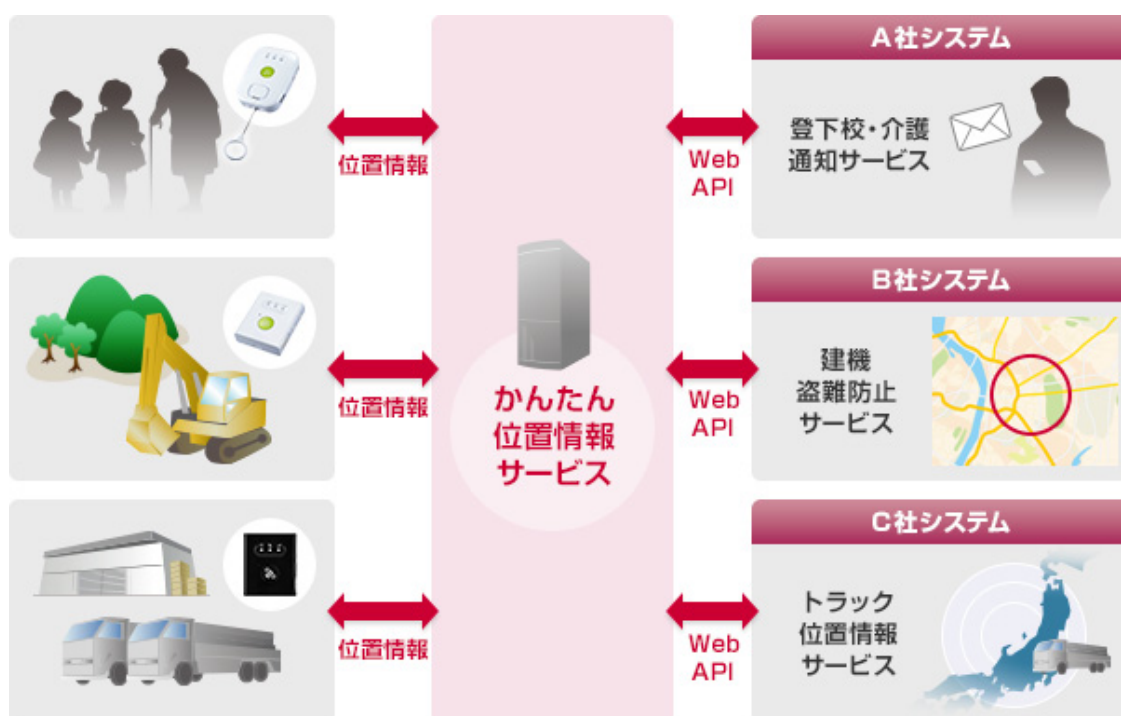 A社システム
登下校・介護
通知サービス
位置情報
Web
API
B社システム
建機
盗難防止
サービス
位置情報
かんたん
位置情報
サービス
Web
API
C社システム
トラック
位置情報
サービス
位置情報
Web
API